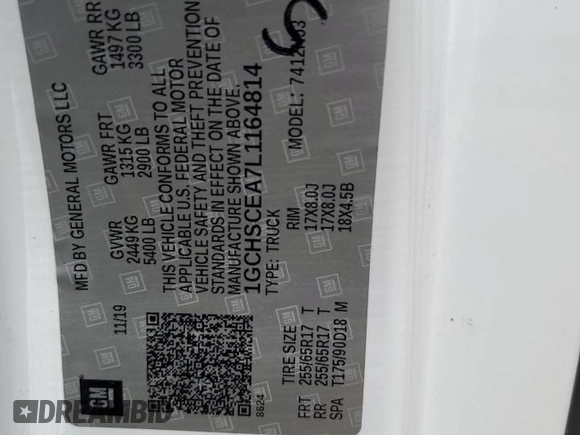 MFD BY GENERAL MOTORS LLC
11/19
GVWR
2449 KG
5400 LB
GAWR FRT
1315 KG
2900 LB
GAWR RR
1497 KG
3300 LB
THIS VEHICLE CONFORMS TO ALL
APPLICABLE U.S. FEDERAL MOTOR
VEHICLE SAFETY AND THEFT PREVENTION
STANDARDS IN EFFECT ON THE DATE OF
MANUFACTURE SHOWN ABOVE.
1GCHSCEA7L1164814
TYPE: TRUCK
MODEL:
8624
TIRE SIZE RIM
FRT 255/65R17 T 17X8.0J
RR 255/65R17 T 17X8.0J
SPA T175/90D18 M 18X4.5B
GM
DREAMBID